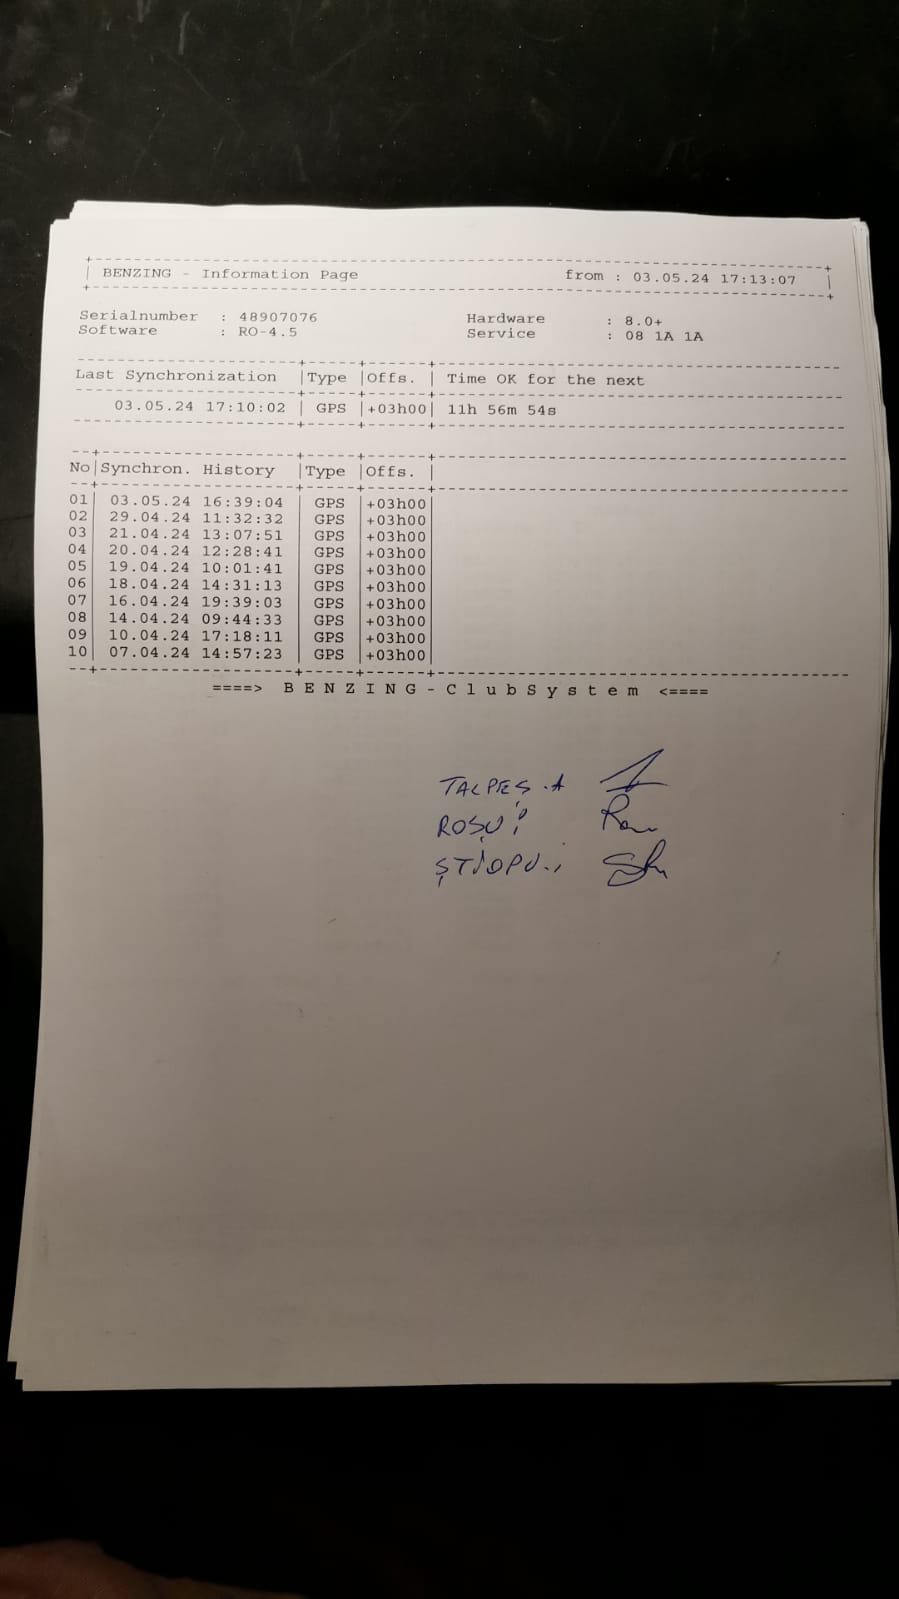 BENZING - Information Page from : 03.05.24 17:13:07
Serialnumber : 48907076 Hardware : 8.0+
Software : RO-4.5 Service : 08 1A 1A
Last Synchronization |Type |Offs. | Time OK for the next
03.05.24 17:10:02 | GPS |+03h00| 11h 56m 54s
No|Synchron. History |Type |Offs. |
01| 03.05.24 16:39:04 | GPS |+03h00|
02| 29.04.24 11:32:32 | GPS |+03h00|
03| 21.04.24 13:07:51 | GPS |+03h00|
04| 20.04.24 12:28:41 | GPS |+03h00|
05| 19.04.24 10:01:41 | GPS |+03h00|
06| 18.04.24 14:31:13 | GPS |+03h00|
07| 16.04.24 19:39:03 | GPS |+03h00|
08| 14.04.24 09:44:33 | GPS |+03h00|
09| 10.04.24 17:18:11 | GPS |+03h00|
10| 07.04.24 14:57:23 | GPS |+03h00|
====> B E N Z I N G - C l u b S y s t e m <====
TALPEȘ.A
ROȘU i
ȘTIOPU.i